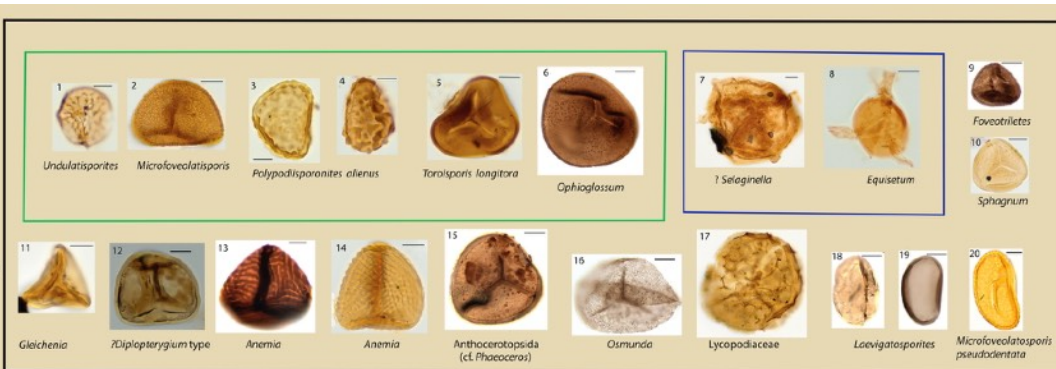 1 2 3 4 5 6 7 8 9
Foveotriletes
10
Undulatisporites Microfoveolatisporis Polypodiisporonites alienus Toroisporis longitora Ophioglossum ? Selaginella Equisetum Sphagnum
11 12 13 14 15 16 17 18 19 20
Gleichenia ?Diplopterygium type Anemia Anemia Anthocerotopsida Osmunda Lycopodiaceae Laevigatosporites Microfoveolatosporis
(cf. Phaeoceros) pseudodentata